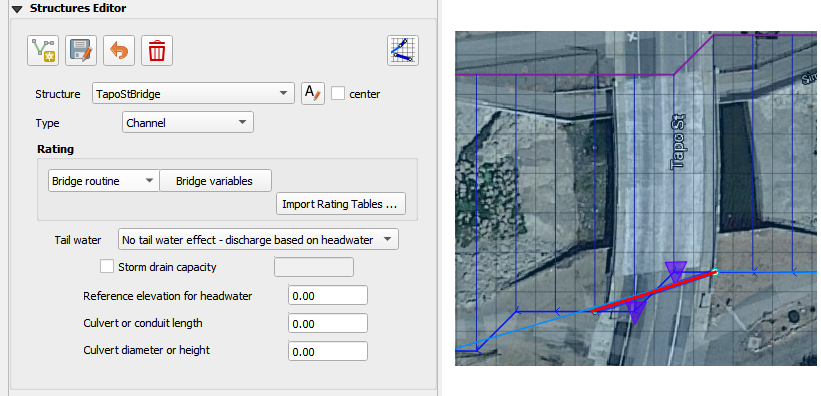 Structures Editor
Structure
TapoStBridge
A
center
Type
Channel
Rating
Bridge routine
Bridge variables
Import Rating Tables ...
Tail water
No tail water effect - discharge based on headwater
Storm drain capacity
Reference elevation for headwater
0.00
Culvert or conduit length
0.00
Culvert diameter or height
0.00
Tapo St